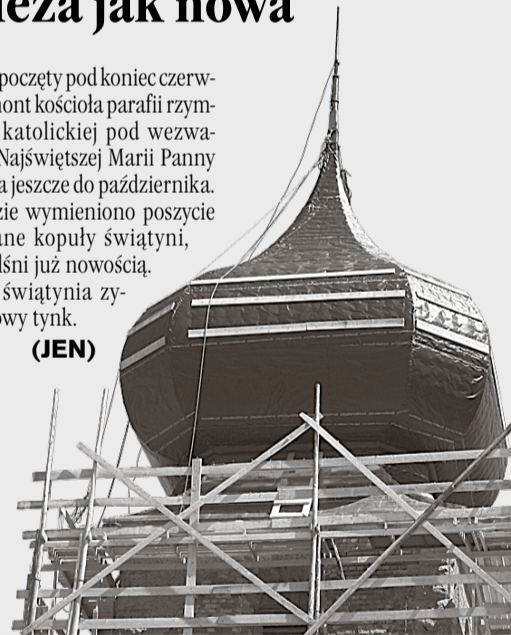 jak nowa
poczęty pod koniec czerw-
mont kościoła parafii rzym-
katolickiej pod wezwa-
Najświętszej Marii Panny
a jeszcze do października.
zie wymieniono poszycie
ane kopuły świątyni,
lśni już nowością.
świątynia zy-
owy tynk.
(JEN)